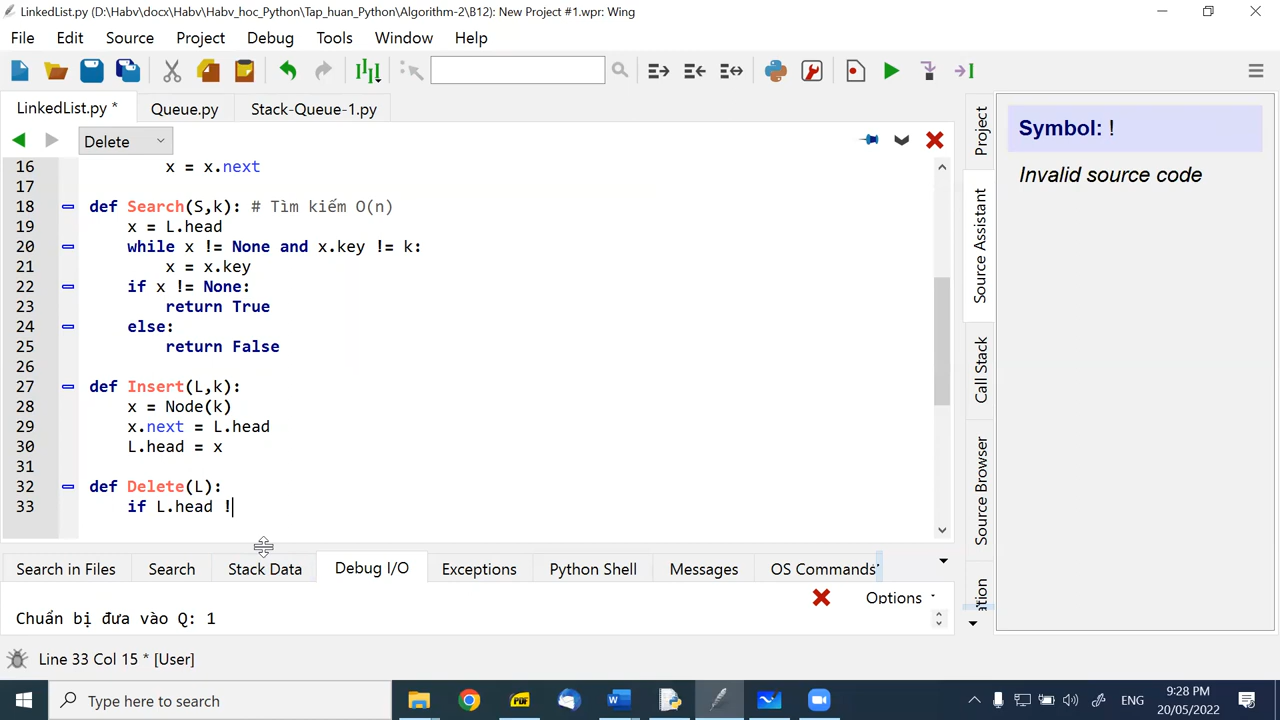 LinkedList.py (D:\Habv\docx\Habv\Habv_hoc_Python\Tap_huan_Python\Algorithm-2\B12): New Project #1.wpr: Wing
File Edit Source Project Debug Tools Window Help
LinkedList.py * Queue.py Stack-Queue-1.py
Delete
16 x = x.next
17
18 def Search(S,k): # Tìm kiếm O(n)
19 x = L.head
20 while x != None and x.key != k:
21 x = x.key
22 if x != None:
23 return True
24 else:
25 return False
26
27 def Insert(L,k):
28 x = Node(k)
29 x.next = L.head
30 L.head = x
31
32 def Delete(L):
33 if L.head !
Project
Source Assistant
Call Stack
Source Browser
Symbol: !
Invalid source code
Search in Files Search Stack Data Debug I/O Exceptions Python Shell Messages OS Commands
Options
Chuẩn bị đưa vào Q: 1
Line 33 Col 15 * [User]
Type here to search
PDF
ENG
9:28 PM
20/05/2022